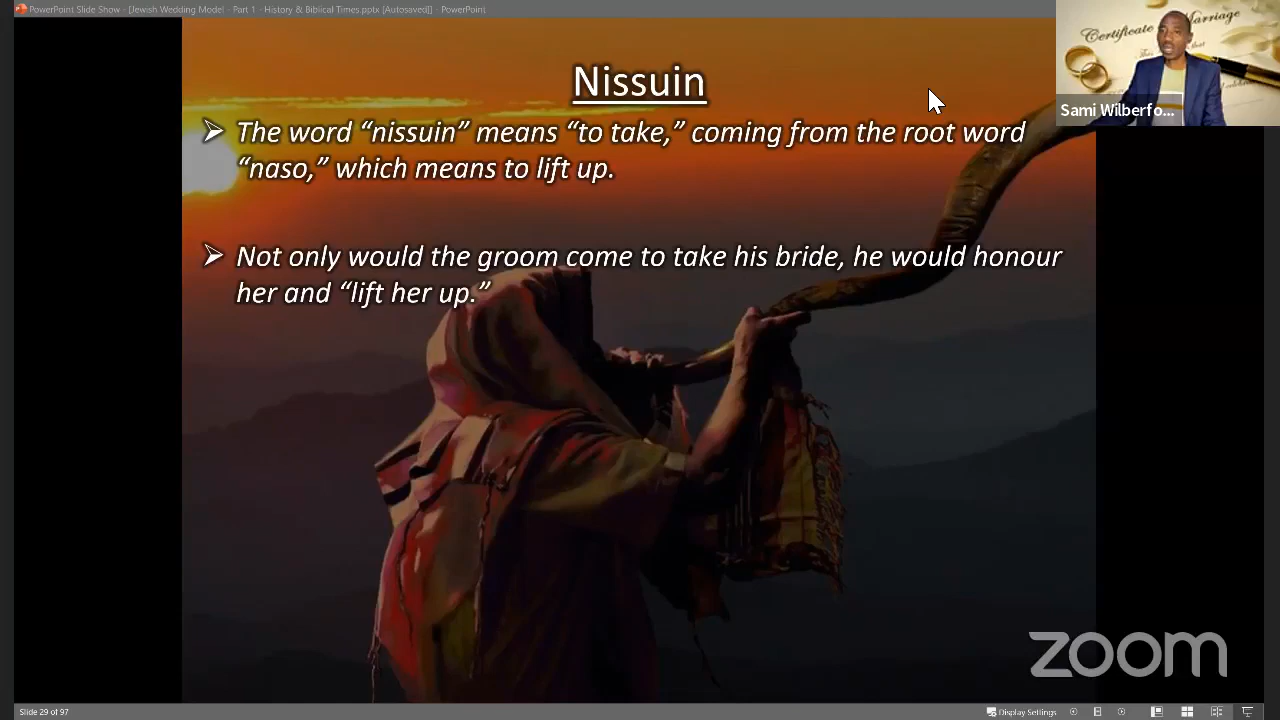 PowerPoint Slide Show - [Jewish Wedding Model - Part 1 - History & Biblical Times.pptx [Autosaved]] - PowerPoint
Certificate of Marriage
Sami Wilberfo...
Nissuin
➢ The word “nissuin” means “to take,” coming from the root word
“naso,” which means to lift up.
➢ Not only would the groom come to take his bride, he would honour
her and “lift her up.”
zoom
Slide 29 of 97
Display Settings